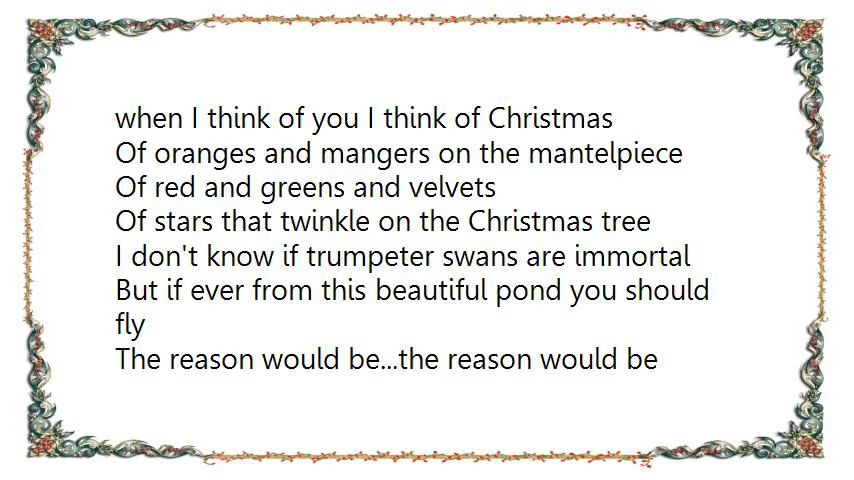 when I think of you I think of Christmas
Of oranges and mangers on the mantelpiece
Of red and greens and velvets
Of stars that twinkle on the Christmas tree
I don't know if trumpeter swans are immortal
But if ever from this beautiful pond you should
fly
The reason would be...the reason would be